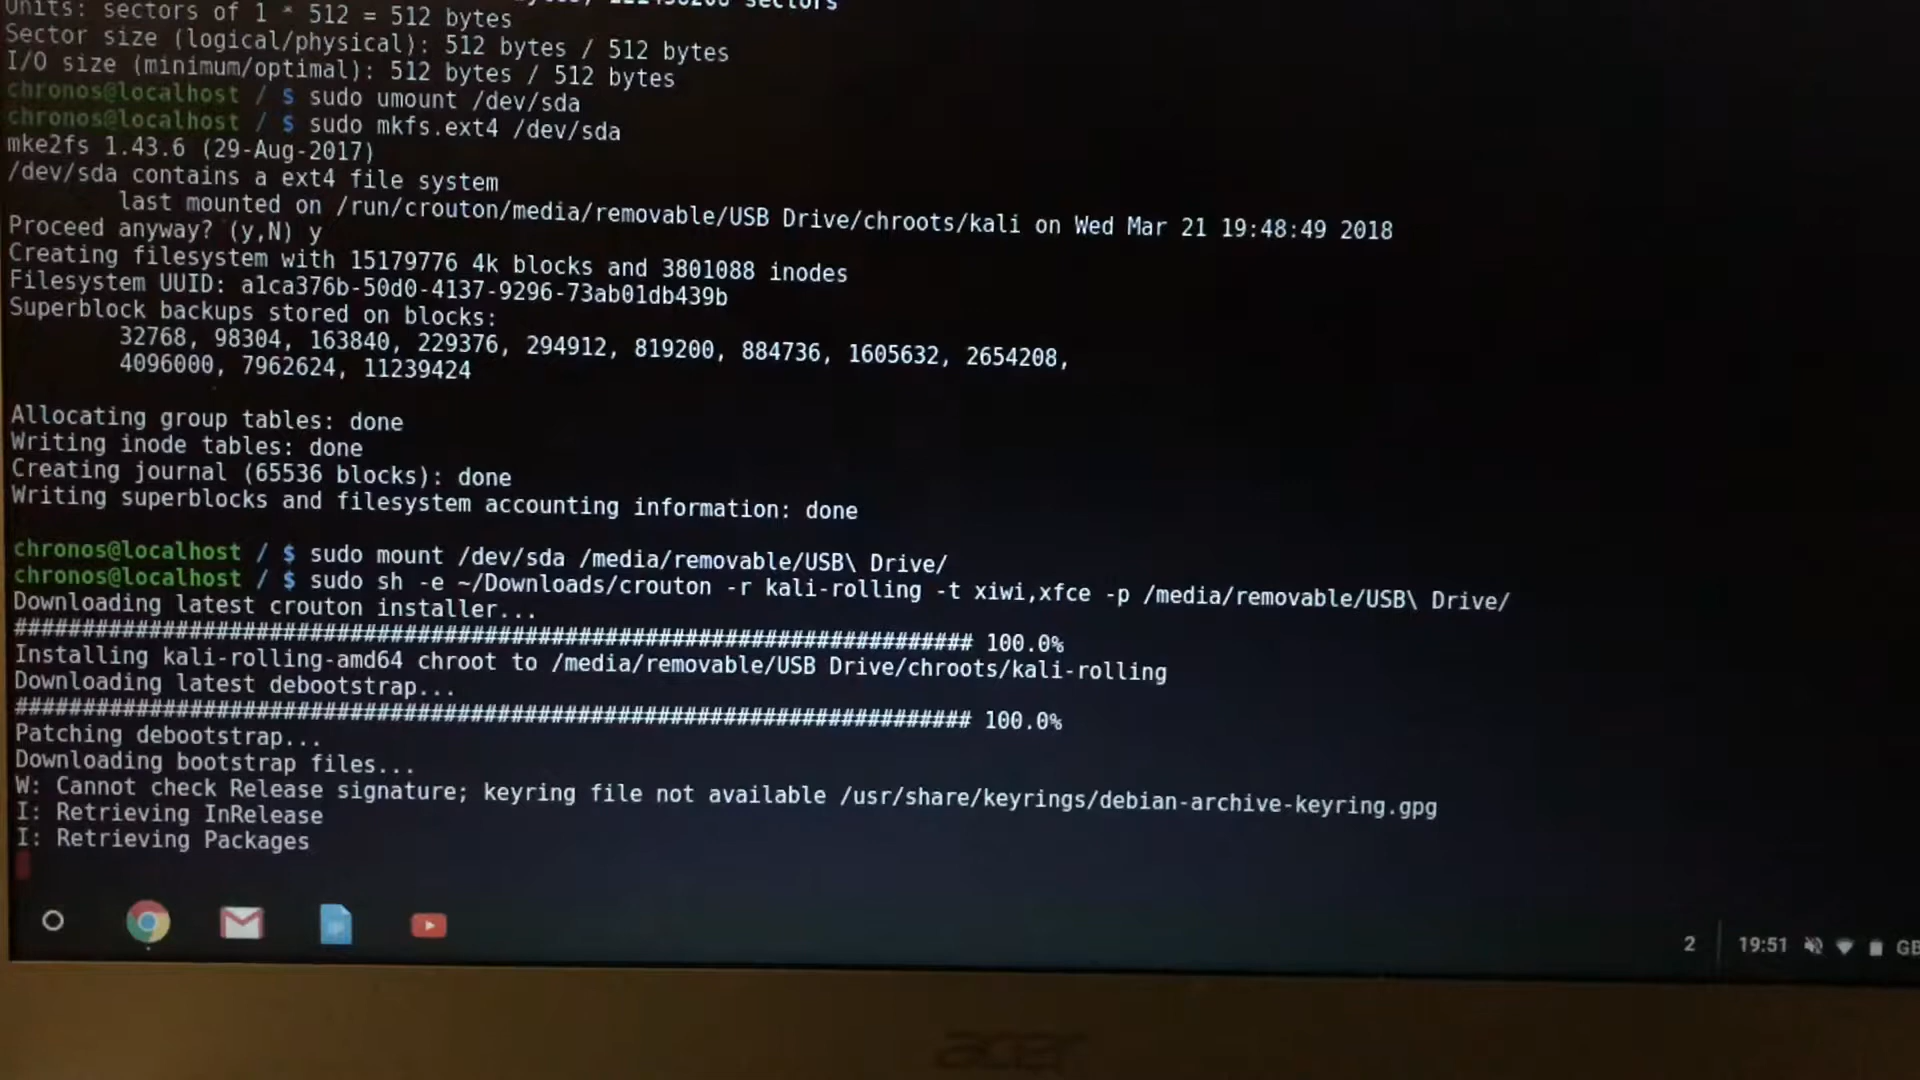 Units: sectors of 1 * 512 = 512 bytes
Sector size (logical/physical): 512 bytes / 512 bytes
I/O size (minimum/optimal): 512 bytes / 512 bytes
chronos@localhost / $ sudo umount /dev/sda
chronos@localhost / $ sudo mkfs.ext4 /dev/sda
mke2fs 1.43.6 (29-Aug-2017)
/dev/sda contains a ext4 file system
last mounted on /run/crouton/media/removable/USB Drive/chroots/kali on Wed Mar 21 19:48:49 2018
Proceed anyway? (y,N) y
Creating filesystem with 15179776 4k blocks and 3801088 inodes
Filesystem UUID: a1ca376b-50d0-4137-9296-73ab01db439b
Superblock backups stored on blocks:
32768, 98304, 163840, 229376, 294912, 819200, 884736, 1605632, 2654208,
4096000, 7962624, 11239424
Allocating group tables: done
Writing inode tables: done
Creating journal (65536 blocks): done
Writing superblocks and filesystem accounting information: done
chronos@localhost / $ sudo mount /dev/sda /media/removable/USB\ Drive/
chronos@localhost / $ sudo sh -e ~/Downloads/crouton -r kali-rolling -t xiwi,xfce -p /media/removable/USB\ Drive/
Downloading latest crouton installer...
####################################################################### 100.0%
Installing kali-rolling-amd64 chroot to /media/removable/USB Drive/chroots/kali-rolling
Downloading latest debootstrap...
####################################################################### 100.0%
Patching debootstrap...
Downloading bootstrap files...
W: Cannot check Release signature; keyring file not available /usr/share/keyrings/debian-archive-keyring.gpg
I: Retrieving InRelease
I: Retrieving Packages
2 19:51 GB
acer